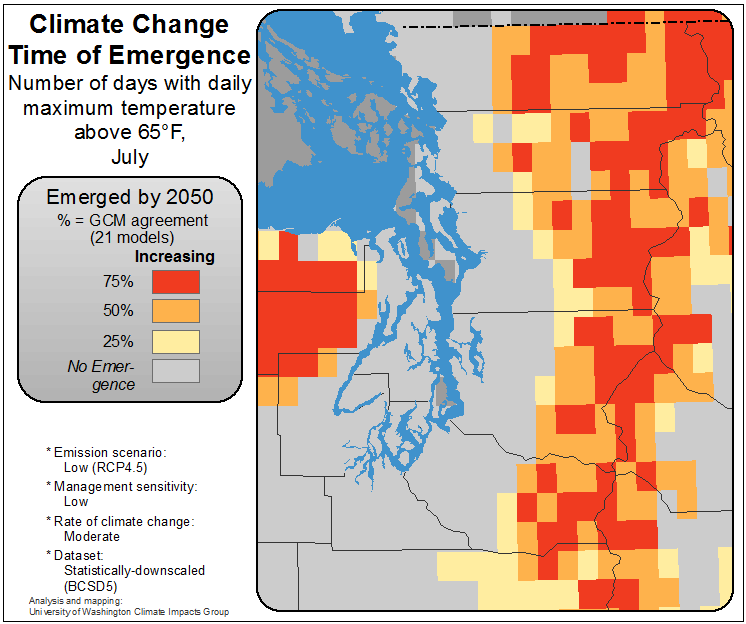 Climate Change
Time of Emergence
Number of days with daily
maximum temperature
above 65°F,
July
Emerged by 2050
% = GCM agreement
(21 models)
Increasing
75%
50%
25%
No Emer-
gence
* Emission scenario:
Low (RCP4.5)
* Management sensitivity:
Low
* Rate of climate change:
Moderate
* Dataset:
Statistically-downscaled
(BCSD5)
Analysis and mapping:
University of Washington Climate Impacts Group